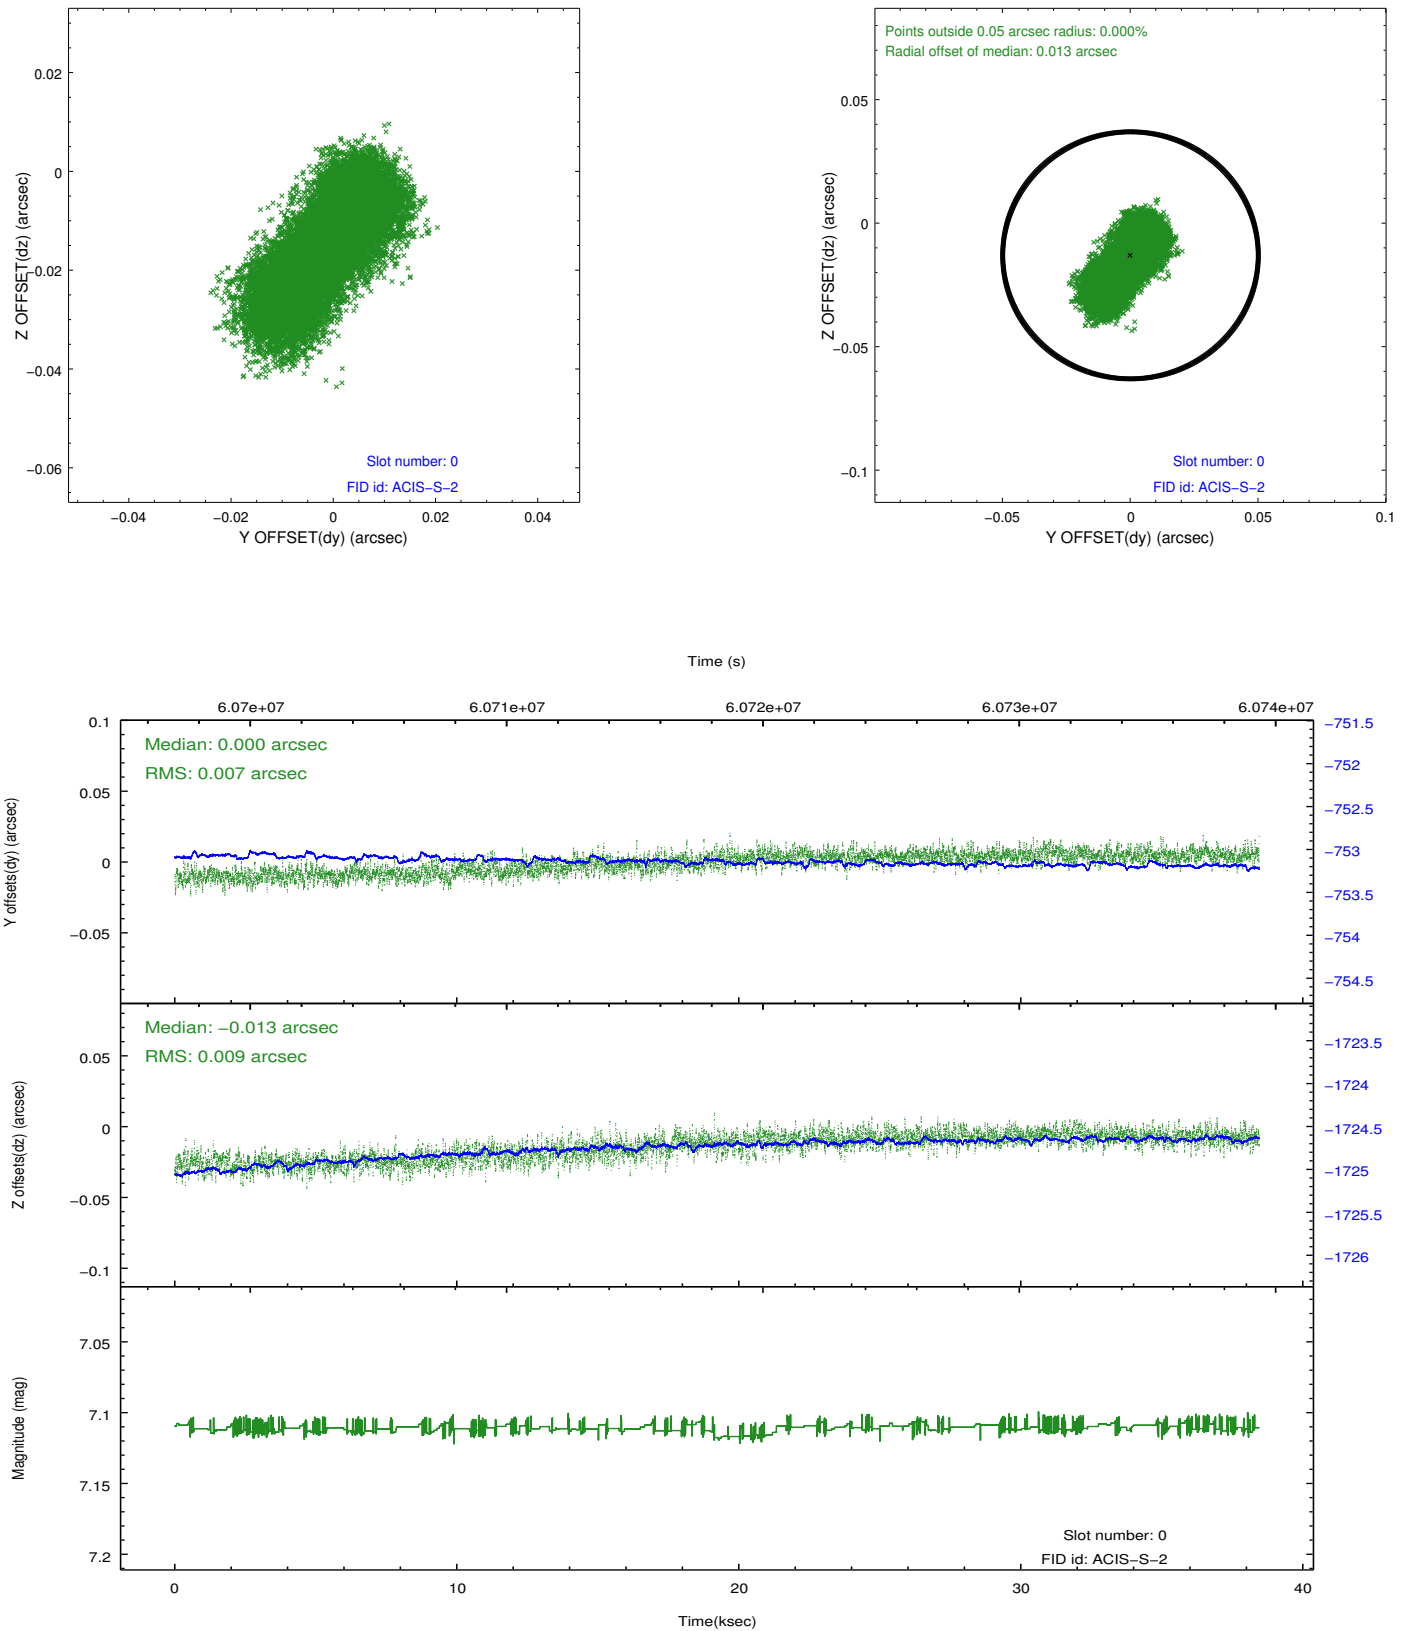 0.02
0
−0.02
−0.04
−0.06
Z OFFSET(dz) (arcsec)
Slot number: 0
FID id: ACIS−S−2
−0.04
−0.02
0
0.02
0.04
Y OFFSET(dy) (arcsec)
Points outside 0.05 arcsec radius: 0.000%
Radial offset of median: 0.013 arcsec
0.05
0
−0.05
−0.1
Z OFFSET(dz) (arcsec)
Slot number: 0
FID id: ACIS−S−2
−0.05
0
0.05
0.1
Y OFFSET(dy) (arcsec)
Time (s)
6.07e+07
6.071e+07
6.072e+07
6.073e+07
6.074e+07
Median: 0.000 arcsec
RMS: 0.007 arcsec
0.1
0.05
0
−0.05
Y offsets(dy) (arcsec)
−751.5
−752
−752.5
−753
−753.5
−754
−754.5
Median: −0.013 arcsec
RMS: 0.009 arcsec
0.05
0
−0.05
−0.1
Z offsets(dz) (arcsec)
−1723.5
−1724
−1724.5
−1725
−1725.5
−1726
7.05
7.1
7.15
7.2
Magnitude (mag)
Slot number: 0
FID id: ACIS−S−2
0
10
20
30
40
Time(ksec)